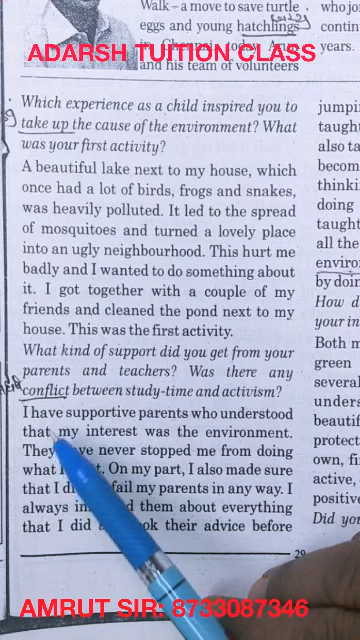 Walk – a move to save turtle
eggs and young hatchlings
in Chennai today. Arun
and his team of volunteers
ADARSH TUITION CLASS
Which experience as a child inspired you to
take up the cause of the environment? What
was your first activity?
A beautiful lake next to my house, which
once had a lot of birds, frogs and snakes,
was heavily polluted. It led to the spread
of mosquitoes and turned a lovely place
into an ugly neighbourhood. This hurt me
badly and I wanted to do something about
it. I got together with a couple of my
friends and cleaned the pond next to my
house. This was the first activity.
What kind of support did you get from your
parents and teachers? Was there any
conflict between study-time and activism?
I have supportive parents who understood
that my interest was the environment.
They never stopped me from doing
what I On my part, I also made sure
that I fail my parents in any way. I
always them about everything
that I did their advice before
29
who jo
contin
years.
jumpi
taught
also ta
becom
thinki
doing
taught
all the
enviro
by doin
How d
your in
Both m
green
several
unders
beautif
protect
own, fi
active,
positive
Did yo
AMRUT SIR: 8733087346